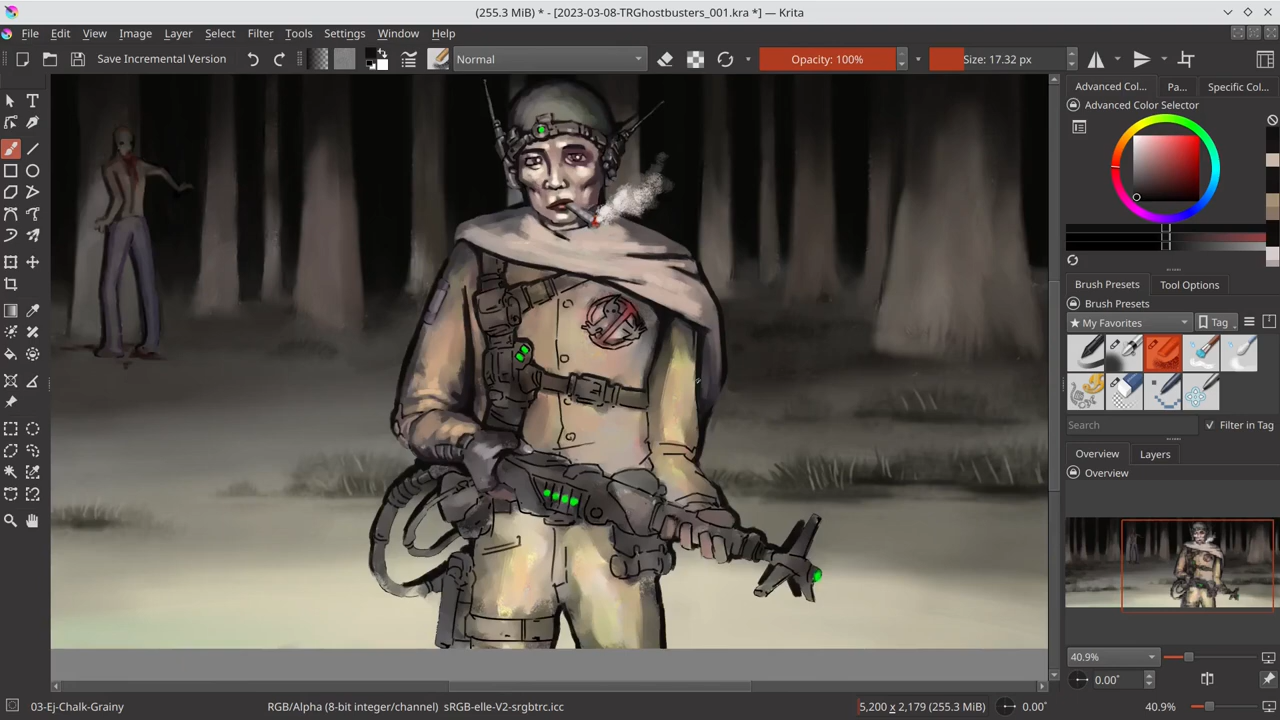 (255.3 MiB) * - [2023-03-08-TRGhostbusters_001.kra *] — Krita
File Edit View Image Layer Select Filter Tools Settings Window Help
Save Incremental Version
Normal
Opacity: 100%
Size: 17.32 px
Advanced Col...
Pa...
Specific Col...
Advanced Color Selector
Brush Presets
Tool Options
Brush Presets
★ My Favorites
Tag
Search
Filter in Tag
Overview
Layers
Overview
40.9%
0.00°
03-Ej-Chalk-Grainy
RGB/Alpha (8-bit integer/channel) sRGB-elle-V2-srgbtrc.icc
5,200 x 2,179 (255.3 MiB)
0.00°
40.9%